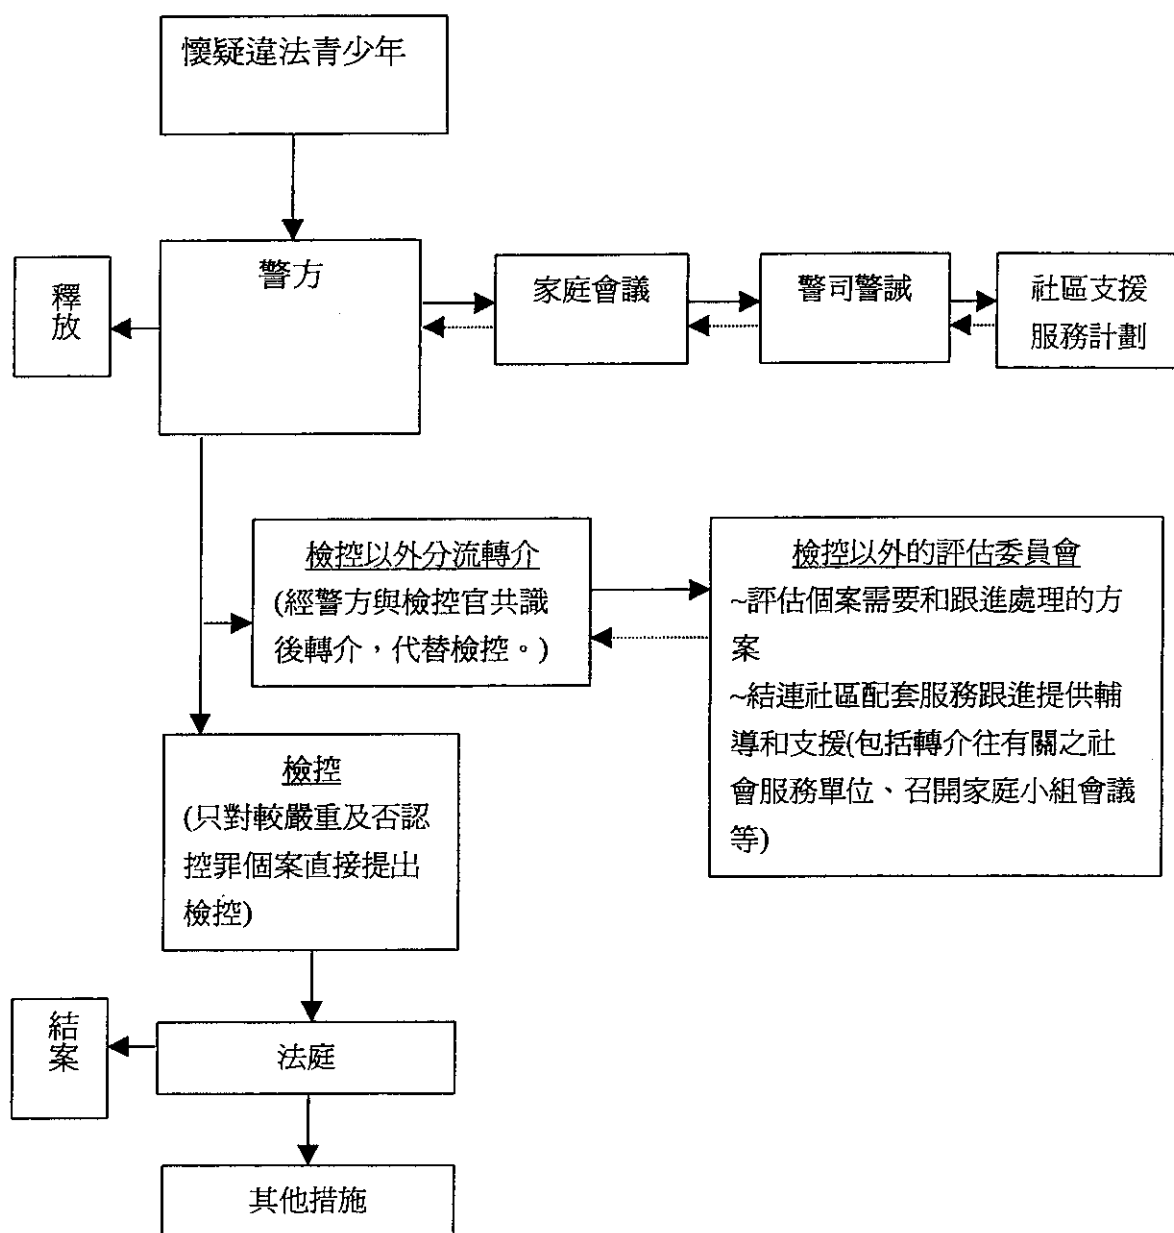 懷疑違法青少年
警方
釋放
家庭會議
警司警誡
社區支援
服務計劃
檢控以外分流轉介
(經警方與檢控官共識
後轉介，代替檢控。)
檢控以外的評估委員會
~評估個案需要和跟進處理的方
案
~結連社區配套服務跟進提供輔
導和支援(包括轉介往有關之社
會服務單位、召開家庭小組會議
等)
檢控
(只對較嚴重及否認
控罪個案直接提出
檢控)
結案
法庭
其他措施